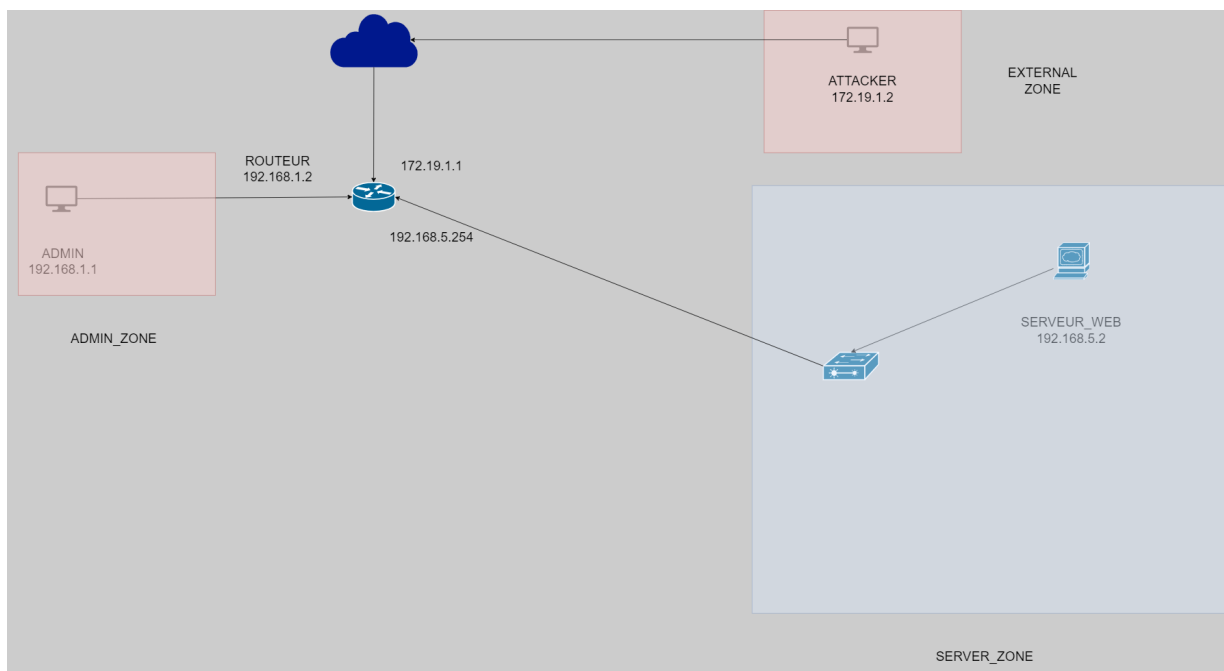 ATTACKER
172.19.1.2
EXTERNAL
ZONE
ROUTEUR
192.168.1.2
172.19.1.1
192.168.5.254
ADMIN
192.168.1.1
ADMIN_ZONE
SERVEUR_WEB
192.168.5.2
SERVER_ZONE